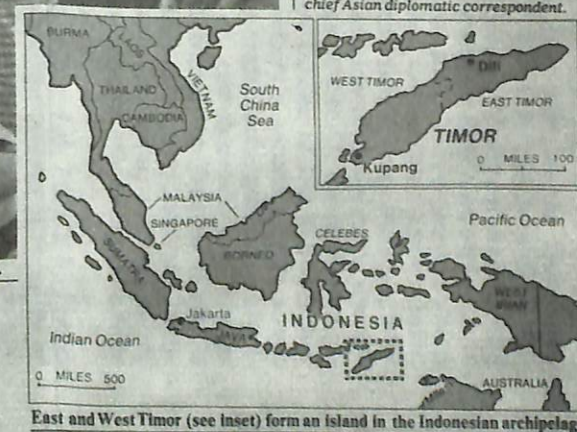 chief Asian diplomatic correspondent.
BURMA
LAOS
THAILAND
VIETNAM
CAMBODIA
South
China
Sea
WEST TIMOR
Dili
EAST TIMOR
TIMOR
Kupang
0 MILES 100
MALAYSIA
SINGAPORE
SUMATRA
BORNEO
CELEBES
Pacific Ocean
WEST
IRIAN
Jakarta
JAVA
INDONESIA
Indian Ocean
0 MILES 500
AUSTRALIA
East and West Timor (see inset) form an island in the Indonesian archipelag